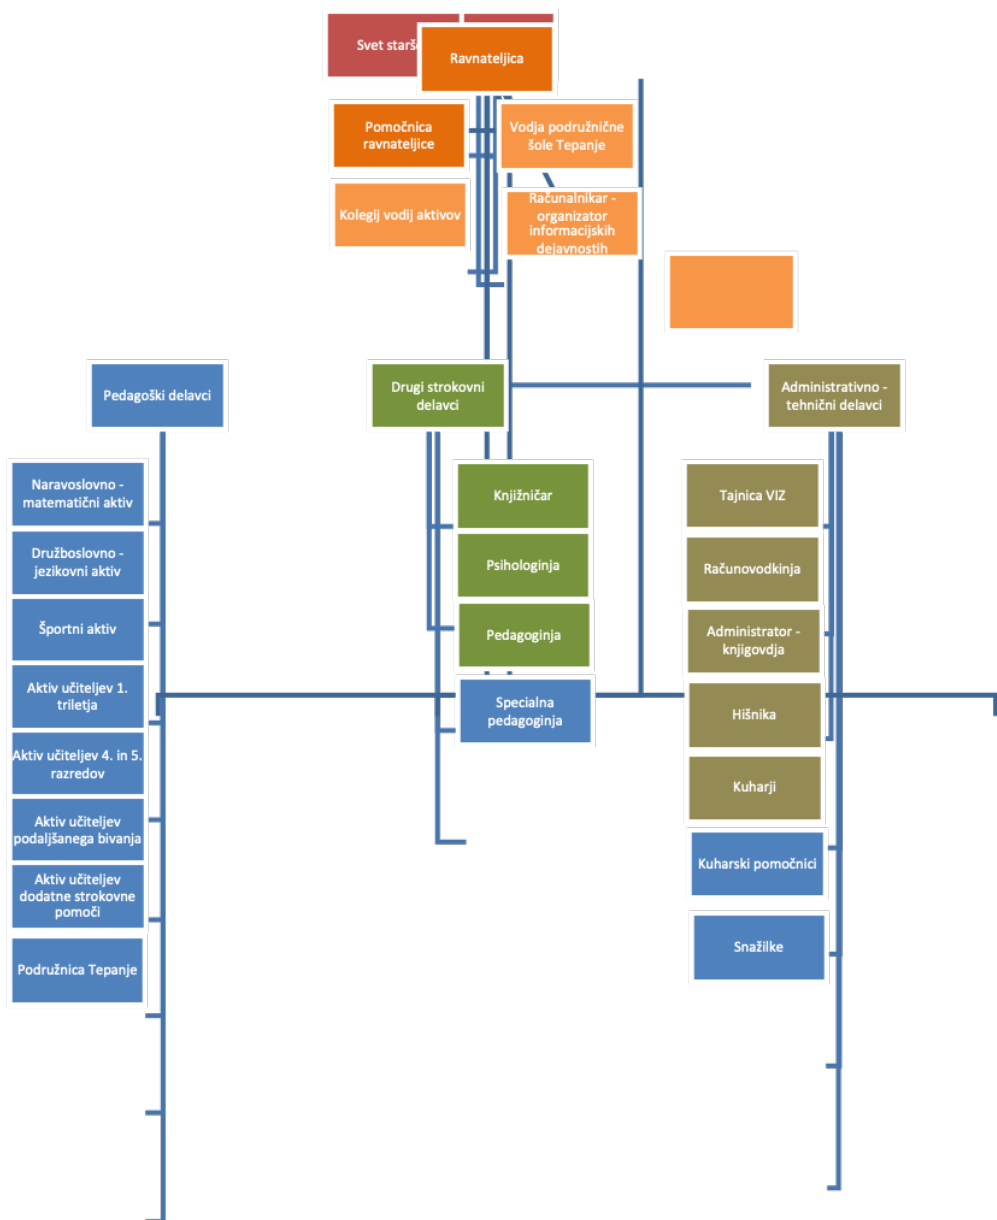 Svet
Ravnateljica
Pomočnica
ravnateljice
Vodja podružnične
šole Tepanje
Kolegij vodij aktivov
Računalnikar -
organizator
informacijskih
dejavnostih
Pedagoški delavci
Drugi strokovni
delavci
Administrativno -
tehnični delavci
Naravoslovno -
matematični aktiv
Družboslovno -
jezikovni aktiv
Športni aktiv
Aktiv učiteljev 1.
triletja
Aktiv učiteljev 4. in 5.
razredov
Aktiv učiteljev
podaljšanega bivanja
Aktiv učiteljev
dodatne strokovne
pomoči
Podružnica Tepanje
Knjižničar
Psihologinja
Pedagoginja
Specialna
pedagoginja
Tajnica VIZ
Računovodkinja
Administrator -
knjigovdja
Hišnika
Kuharji
Kuharski pomočnici
Snažilke